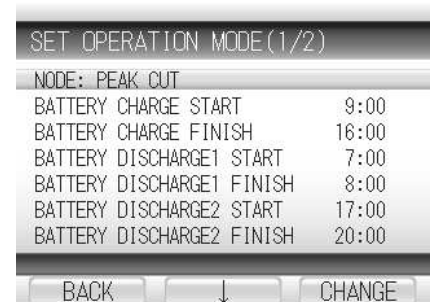 SET OPERATION MODE(1/2)
NODE: PEAK CUT
BATTERY CHARGE START 9:00
BATTERY CHARGE FINISH 16:00
BATTERY DISCHARGE1 START 7:00
BATTERY DISCHARGE1 FINISH 8:00
BATTERY DISCHARGE2 START 17:00
BATTERY DISCHARGE2 FINISH 20:00
BACK ↓ CHANGE